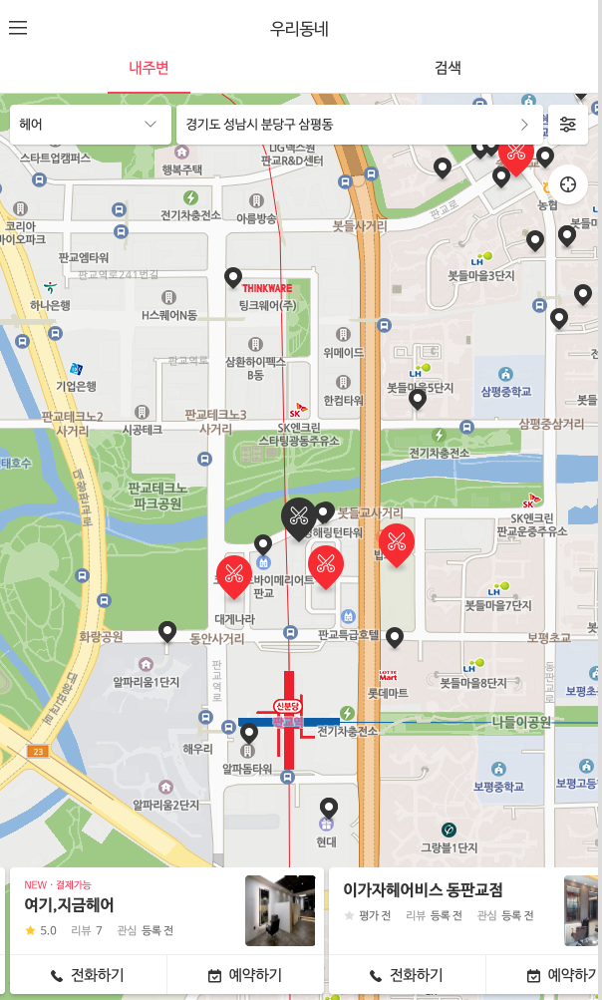 우리동네
내주변
검색
헤어
경기도 성남시 분당구 삼평동
스타트업캠퍼스
행복주택
LIG넥스원
판교R&D센터
코리아
바이오파크
전기차충전소
아름방송
봇들사거리
판교로
농협
판교엠타워
판교역로241번길
LH
봇들마을3단지
하나은행
H스퀘어N동
THINKWARE
팅크웨어(주)
삼환하이펙스
B동
위메이드
판교역로
기업은행
한컴타워
LH
봇들마을5단지
삼평중학교
판교테크노2
사거리
시공테크
판교테크노3
사거리
SK
SK엔크린
스타팅광동주유소
삼평중삼거리
전기차충전소
대왕판교로
판교테크노
파크공원
SK
SK엔크린
판교운중주유소
봇들교사거리
해링턴타워
바이메리어트
판교
대게나라
LH
봇들마을7단지
화랑공원
동안사거리
판교특급호텔
보평초교
알파리움1단지
판교역로
LOTTE
Mart
롯데마트
LH
봇들마을8단지
동판교로
대왕판교로
신분당
판교역
전기차충전소
나들이공원
해우리
23
알파돔타워
보평중학교
알파리움2단지
현대
그랑블1단지
NEW · 결제가능
여기,지금헤어
5.0 리뷰 7 관심 등록 전
전화하기
예약하기
이가자헤어비스 동판교점
평가 전 리뷰 등록 전 관심 등록 전
전화하기
예약하기